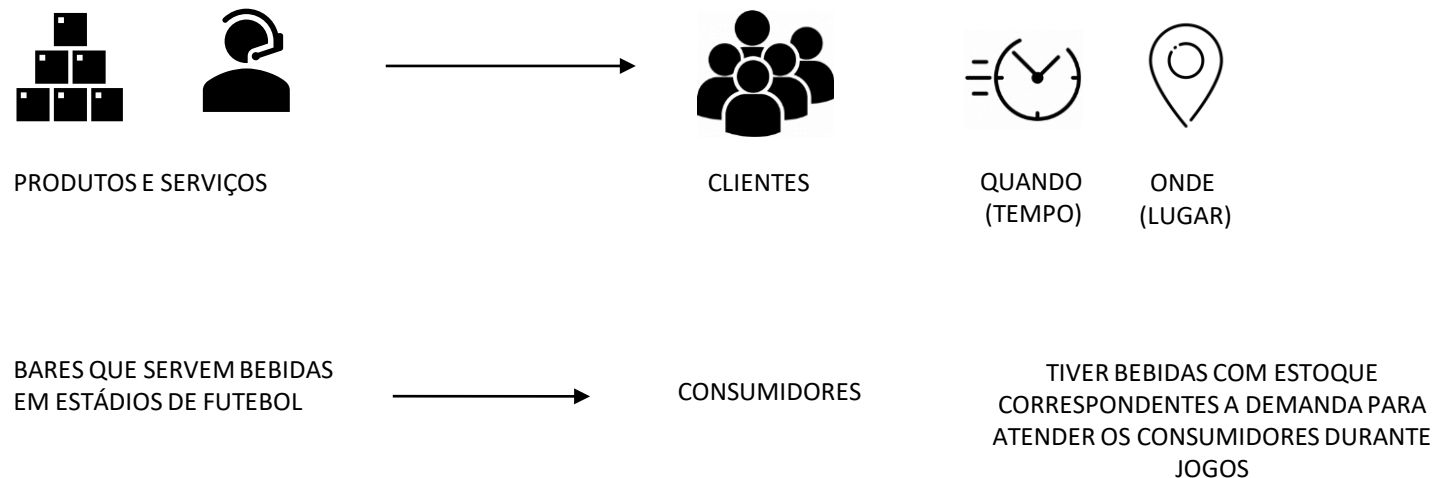 PRODUTOS E SERVIÇOS
CLIENTES
QUANDO
(TEMPO)
ONDE
(LUGAR)
BARES QUE SERVEM BEBIDAS
EM ESTÁDIOS DE FUTEBOL
CONSUMIDORES
TIVER BEBIDAS COM ESTOQUE
CORRESPONDENTES A DEMANDA PARA
ATENDER OS CONSUMIDORES DURANTE
JOGOS